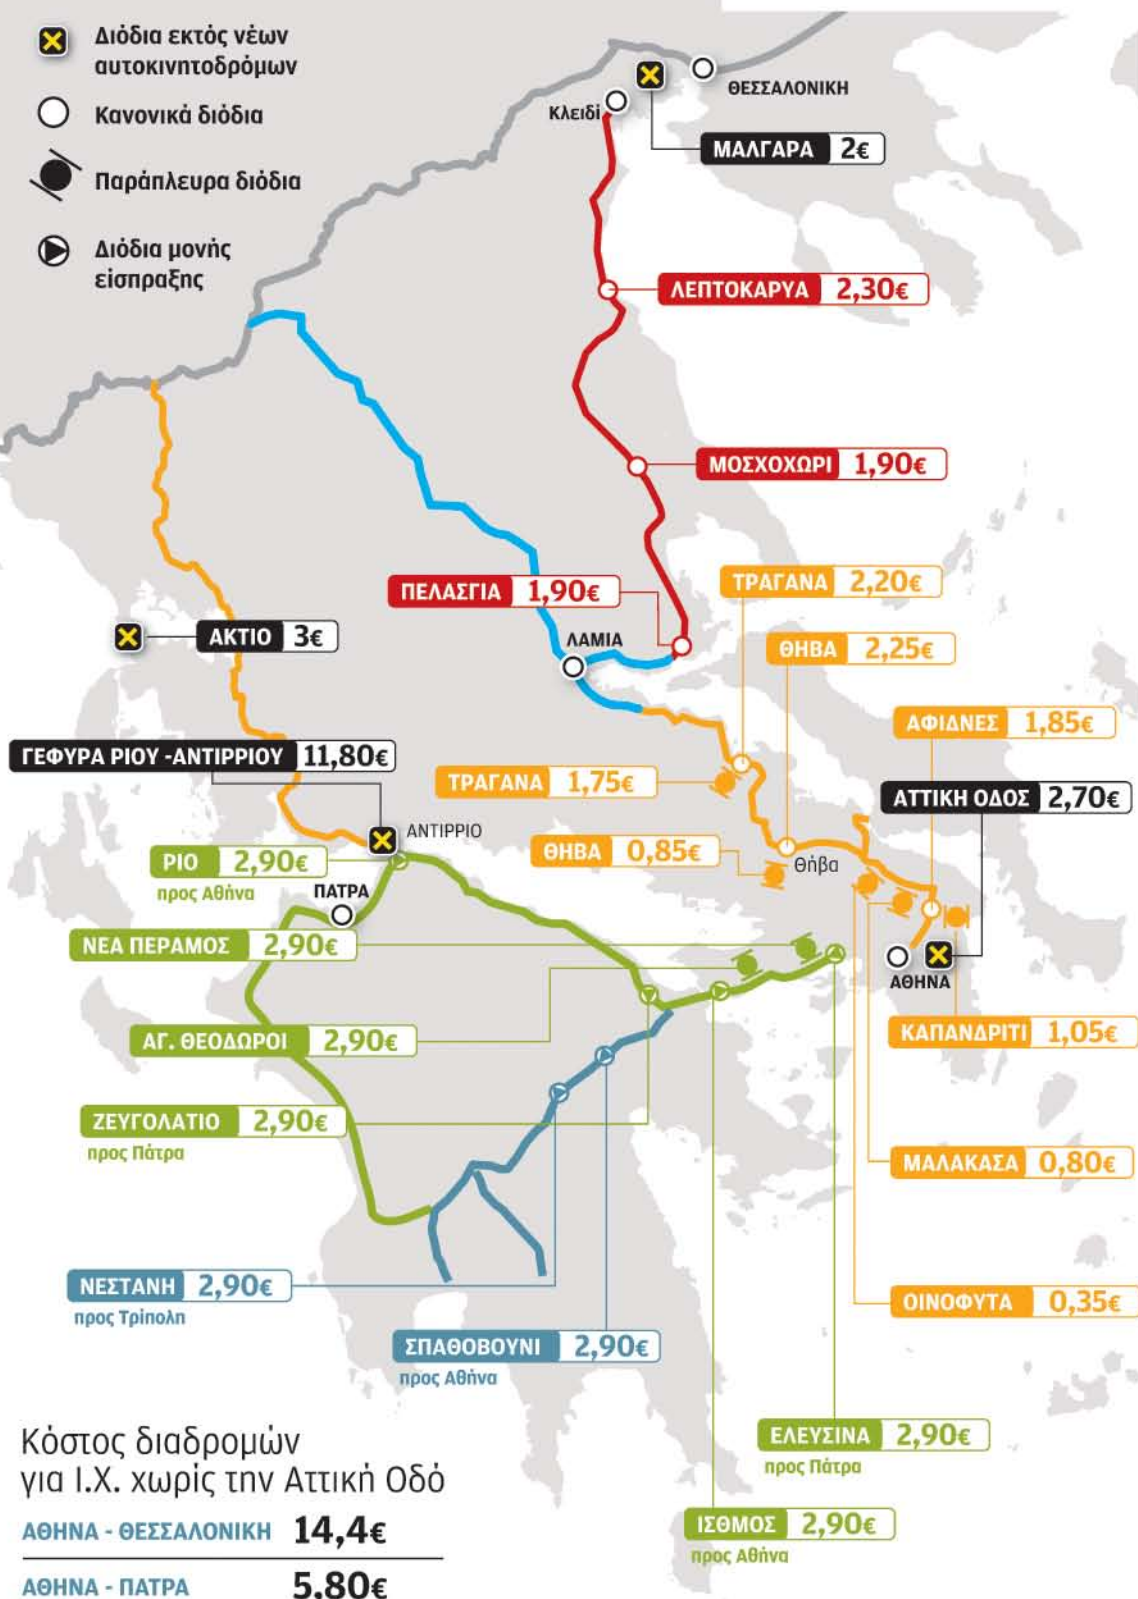 Διόδια εκτός νέων
αυτοκινητοδρόμων
Κανονικά διόδια
Παράπλευρα διόδια
Διόδια μονής
είσπραξης
ΘΕΣΣΑΛΟΝΙΚΗ
Κλειδί
ΜΑΛΓΑΡΑ 2€
ΛΕΠΤΟΚΑΡΥΑ 2,30€
ΜΟΣΧΟΧΩΡΙ 1,90€
ΠΕΛΑΣΓΙΑ 1,90€
ΤΡΑΓΑΝΑ 2,20€
ΑΚΤΙΟ 3€
ΛΑΜΙΑ
ΘΗΒΑ 2,25€
ΑΦΙΔΝΕΣ 1,85€
ΓΕΦΥΡΑ ΡΙΟΥ -ΑΝΤΙΡΡΙΟΥ 11,80€
ΤΡΑΓΑΝΑ 1,75€
ΑΤΤΙΚΗ ΟΔΟΣ 2,70€
ΑΝΤΙΡΡΙΟ
ΘΗΒΑ 0,85€
Θήβα
ΡΙΟ 2,90€
προς Αθήνα
ΠΑΤΡΑ
ΝΕΑ ΠΕΡΑΜΟΣ 2,90€
ΑΘΗΝΑ
ΑΓ. ΘΕΟΔΩΡΟΙ 2,90€
ΚΑΠΑΝΔΡΙΤΙ 1,05€
ΖΕΥΓΟΛΑΤΙΟ 2,90€
προς Πάτρα
ΜΑΛΑΚΑΣΑ 0,80€
ΝΕΣΤΑΝΗ 2,90€
προς Τρίπολη
ΟΙΝΟΦΥΤΑ 0,35€
ΣΠΑΘΟΒΟΥΝΙ 2,90€
προς Αθήνα
ΕΛΕΥΣΙΝΑ 2,90€
προς Πάτρα
ΙΣΘΜΟΣ 2,90€
προς Αθήνα
Κόστος διαδρομών
για Ι.Χ. χωρίς την Αττική Οδό
ΑΘΗΝΑ - ΘΕΣΣΑΛΟΝΙΚΗ 14,4€
ΑΘΗΝΑ - ΠΑΤΡΑ 5,80€